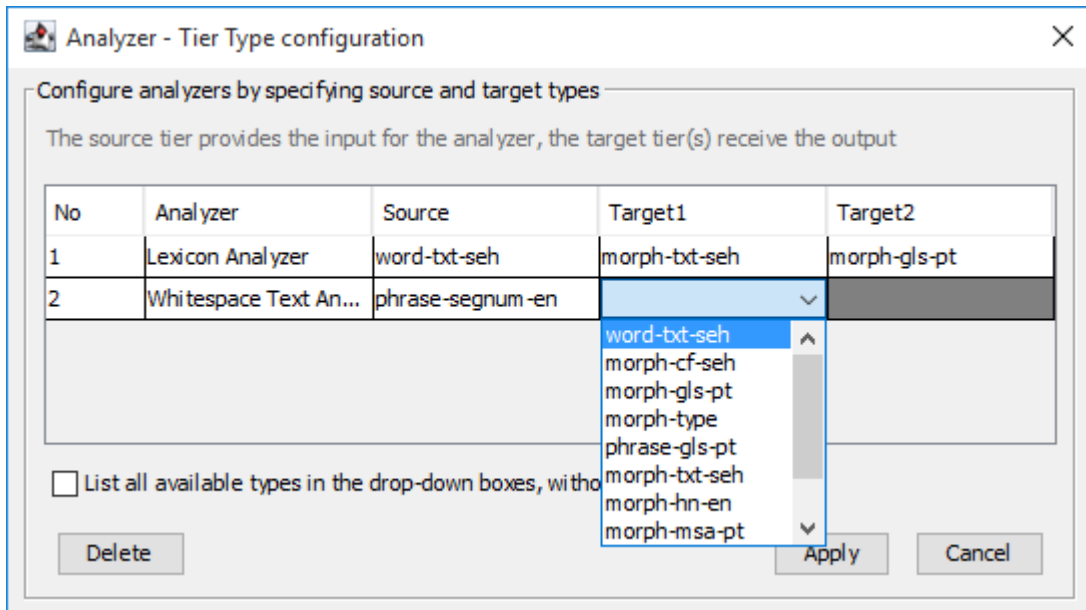 Analyzer - Tier Type configuration
Configure analyzers by specifying source and target types
The source tier provides the input for the analyzer, the target tier(s) receive the output
No Analyzer Source Target1 Target2
1 Lexicon Analyzer word-txt-seh morph-txt-seh morph-gls-pt
2 Whitespace Text An... phrase-segnum-en
word-txt-seh
morph-cf-seh
morph-gls-pt
morph-type
phrase-gls-pt
morph-txt-seh
morph-hn-en
morph-msa-pt
List all available types in the drop-down boxes,
Delete Apply Cancel